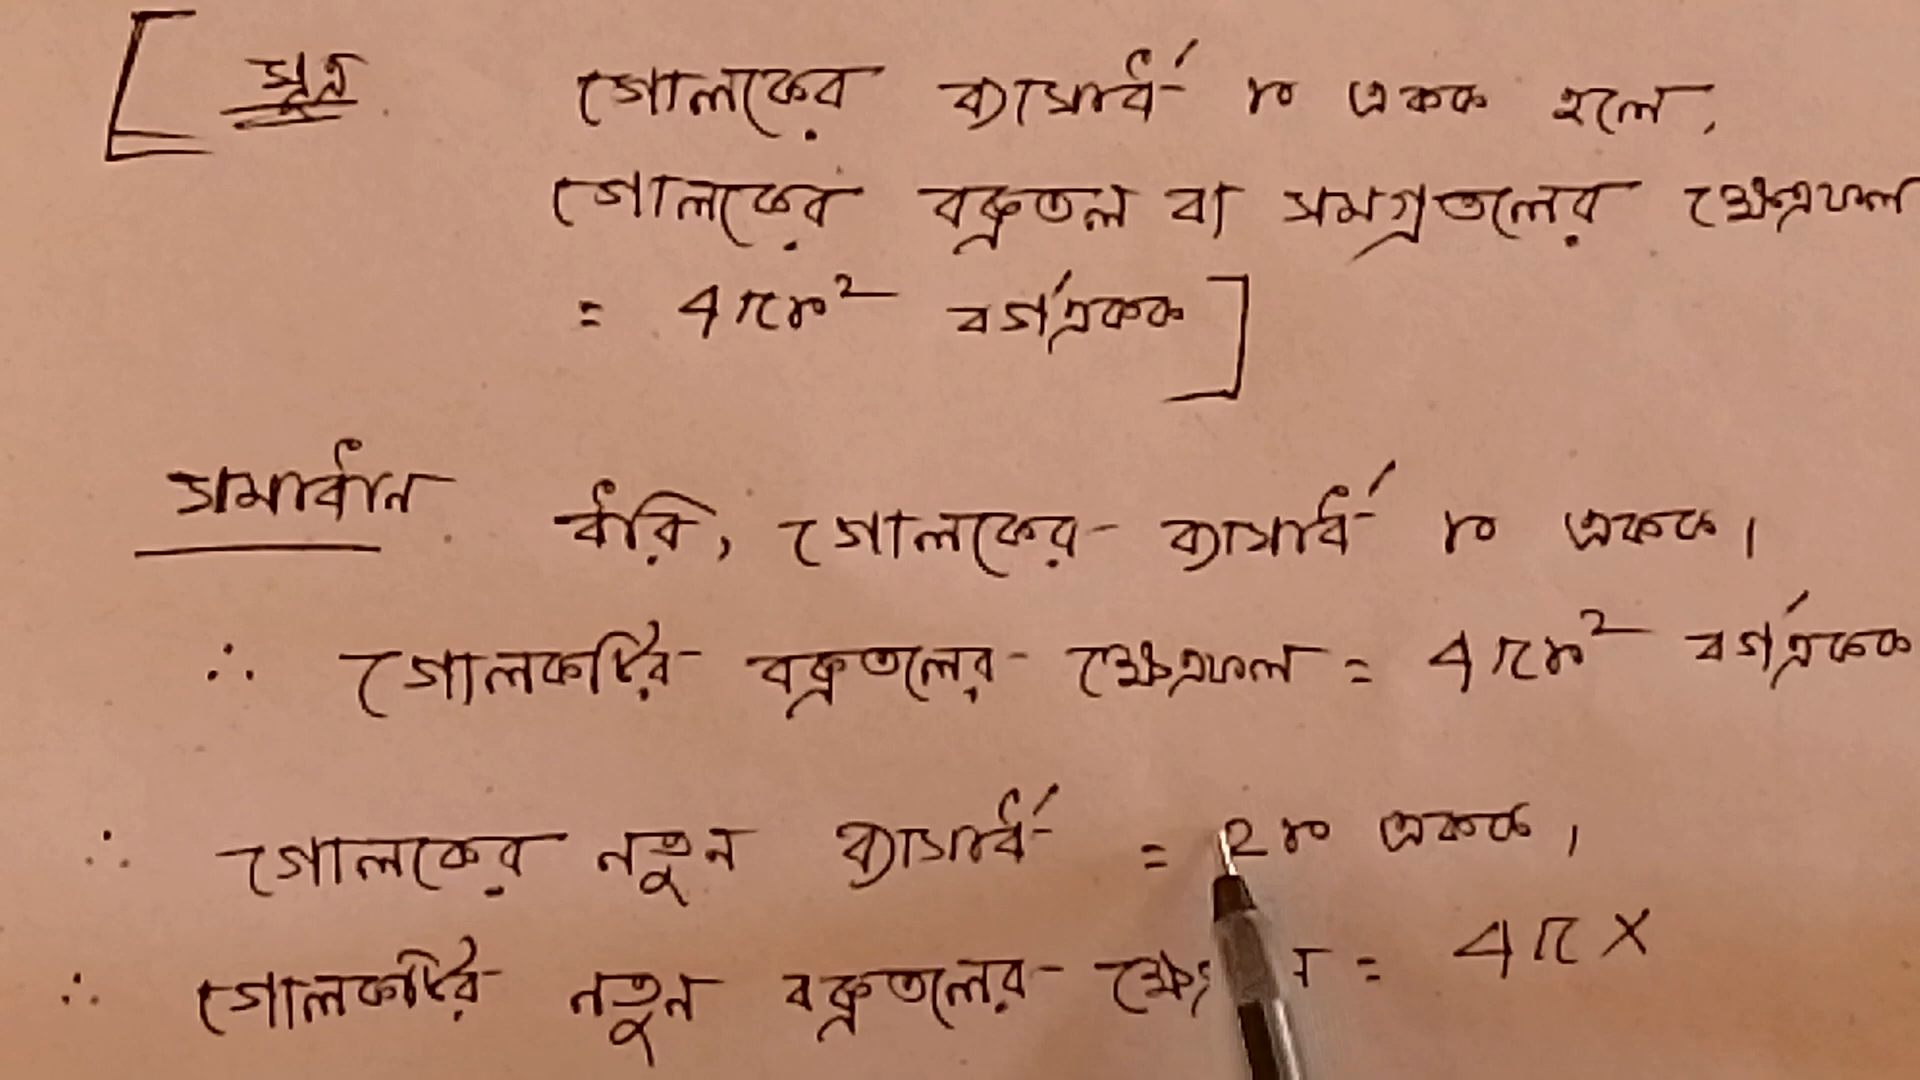 [সূত্র গোলকের ব্যাসার্ধ r একক হলে,
গোলকের বক্রতল বা সমগ্রতলের ক্ষেত্রফল
= 4πr² বর্গএকক]
সমাধান ধরি, গোলকের ব্যাসার্ধ r একক।
∴ গোলকটির বক্রতলের ক্ষেত্রফল = 4πr² বর্গএকক
∴ গোলকের নতুন ব্যাসার্ধ = 2r একক।
∴ গোলকটির নতুন বক্রতলের = 4π×